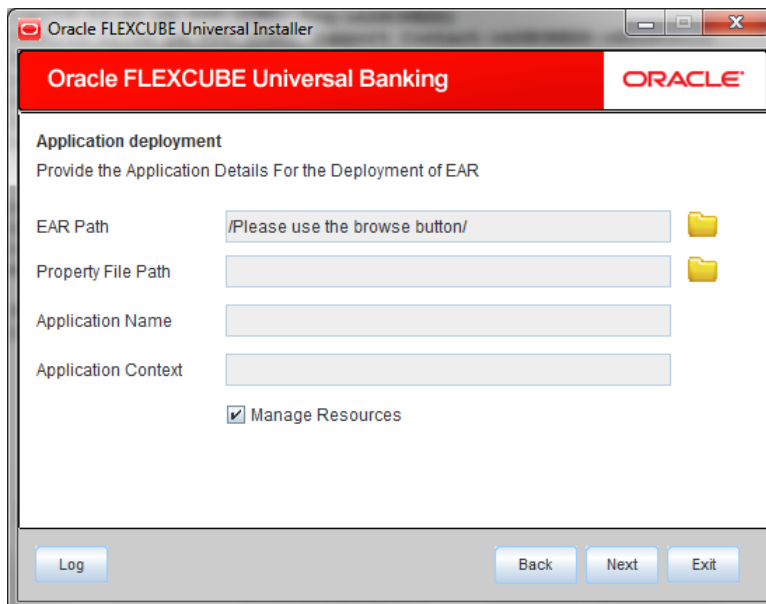 Oracle FLEXCUBE Universal Installer
Oracle FLEXCUBE Universal Banking
ORACLE
Application deployment
Provide the Application Details For the Deployment of EAR
EAR Path /Please use the browse button/
Property File Path
Application Name
Application Context
Manage Resources
Log Back Next Exit